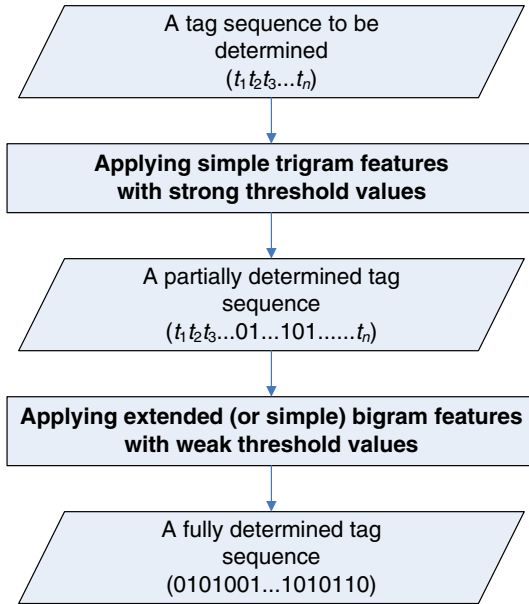 A tag sequence to be
determined
(t₁t₂t₃...tₙ)
Applying simple trigram features
with strong threshold values
A partially determined tag
sequence
(t₁t₂t₃...01...101......tₙ)
Applying extended (or simple) bigram features
with weak threshold values
A fully determined tag
sequence
(0101001...1010110)